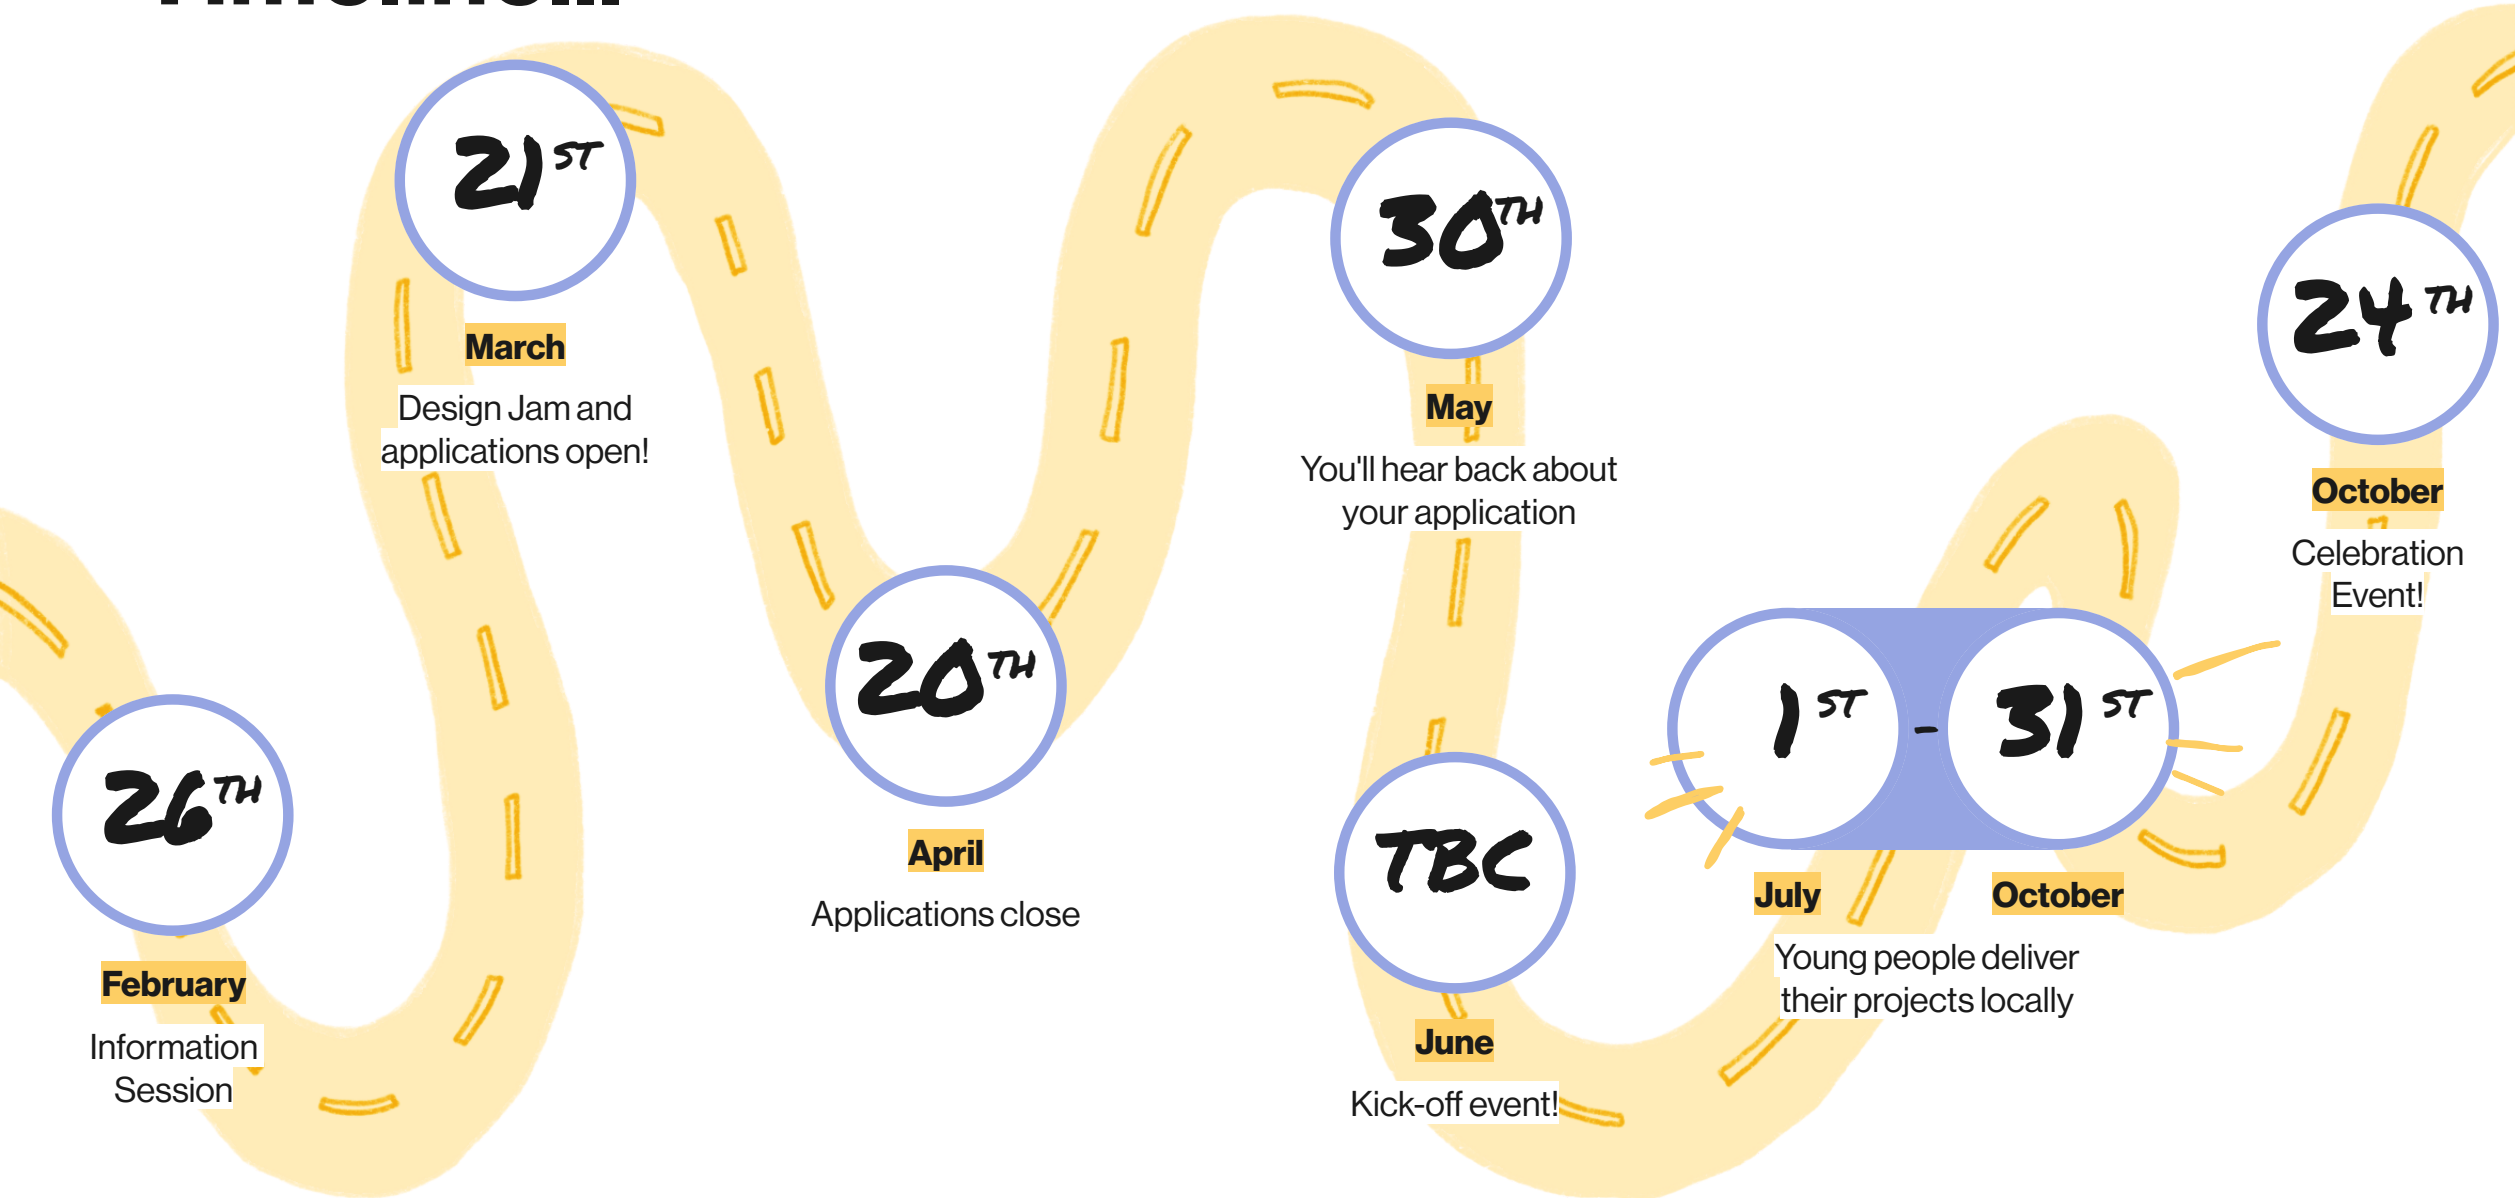 26TH
February
Information
Session
21ST
March
Design Jam and
applications open!
20TH
April
Applications close
30TH
May
You'll hear back about
your application
TBC
June
Kick-off event!
1ST - 31ST
July October
Young people deliver
their projects locally
24TH
October
Celebration
Event!